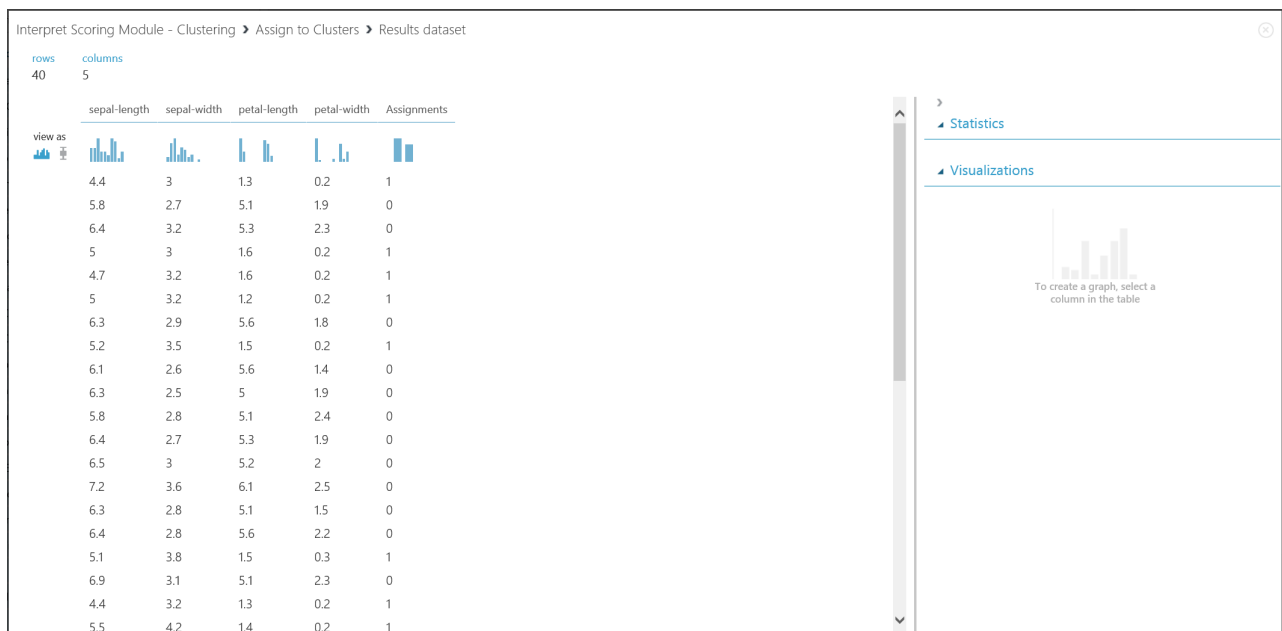 Interpret Scoring Module - Clustering ❯ Assign to Clusters ❯ Results dataset
rows columns
40 5
sepal-length sepal-width petal-length petal-width Assignments
view as
4.4 3 1.3 0.2 1
5.8 2.7 5.1 1.9 0
6.4 3.2 5.3 2.3 0
5 3 1.6 0.2 1
4.7 3.2 1.6 0.2 1
5 3.2 1.2 0.2 1
6.3 2.9 5.6 1.8 0
5.2 3.5 1.5 0.2 1
6.1 2.6 5.6 1.4 0
6.3 2.5 5 1.9 0
5.8 2.8 5.1 2.4 0
6.4 2.7 5.3 1.9 0
6.5 3 5.2 2 0
7.2 3.6 6.1 2.5 0
6.3 2.8 5.1 1.5 0
6.4 2.8 5.6 2.2 0
5.1 3.8 1.5 0.3 1
6.9 3.1 5.1 2.3 0
4.4 3.2 1.3 0.2 1
5.5 4.2 1.4 0.2 1
Statistics
Visualizations
To create a graph, select a
column in the table